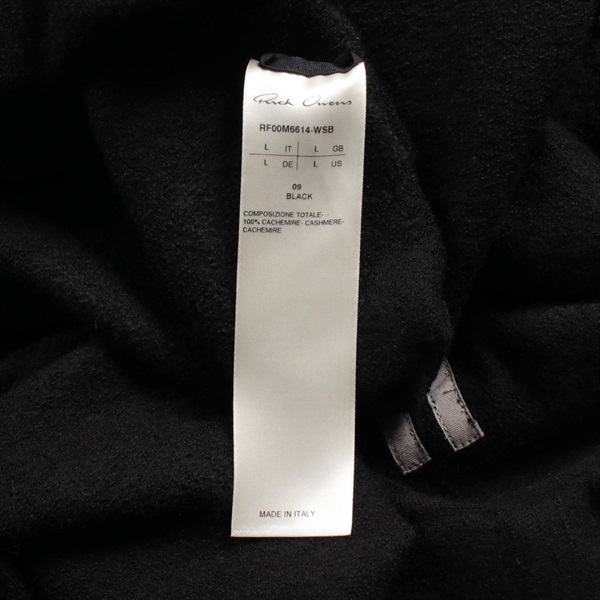 Rick Owens
RF00M6614-WSB
L IT L GB
L DE L US
09
BLACK
COMPOSIZIONE TOTALE-
100% CACHEMIRE- CASHMERE-
CACHEMIRE
MADE IN ITALY